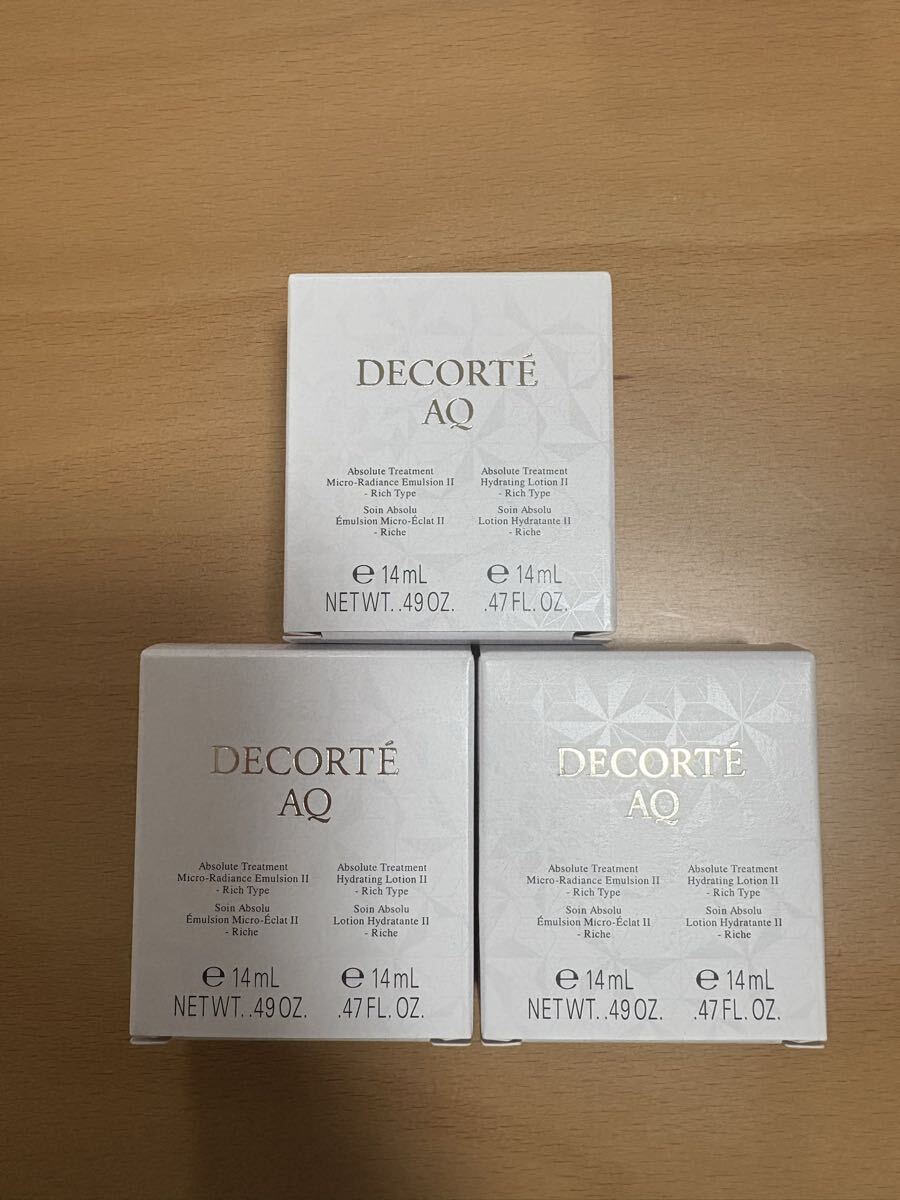 DECORTÉ
AQ
Absolute Treatment
Micro-Radiance Emulsion II
- Rich Type
Soin Absolu
Émulsion Micro-Éclat II
- Riche
℮ 14mL
NET WT. .49 OZ.
Absolute Treatment
Hydrating Lotion II
- Rich Type
Soin Absolu
Lotion Hydratante II
- Riche
℮ 14mL
.47 FL. OZ.
DECORTÉ
AQ
Absolute Treatment
Micro-Radiance Emulsion II
- Rich Type
Soin Absolu
Émulsion Micro-Éclat II
- Riche
℮ 14mL
NET WT. .49 OZ.
Absolute Treatment
Hydrating Lotion II
- Rich Type
Soin Absolu
Lotion Hydratante II
- Riche
℮ 14mL
.47 FL. OZ.
DECORTÉ
AQ
Absolute Treatment
Micro-Radiance Emulsion II
- Rich Type
Soin Absolu
Émulsion Micro-Éclat II
- Riche
℮ 14mL
NET WT. .49 OZ.
Absolute Treatment
Hydrating Lotion II
- Rich Type
Soin Absolu
Lotion Hydratante II
- Riche
℮ 14mL
.47 FL. OZ.